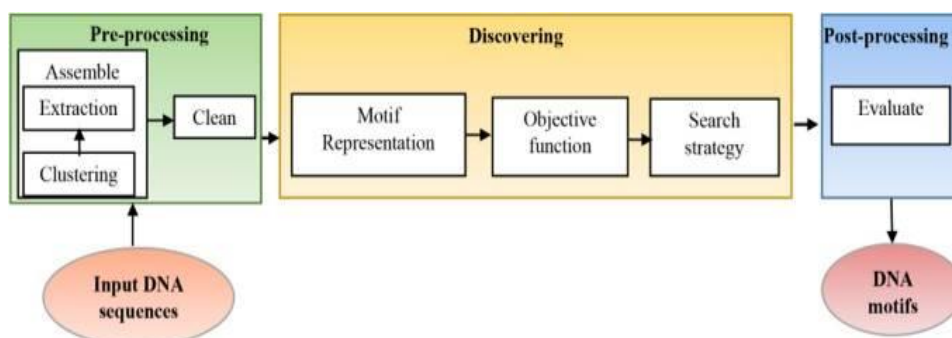 Pre-processing
Assemble
Extraction
Clustering
Clean
Discovering
Motif
Representation
Objective
function
Search
strategy
Post-processing
Evaluate
Input DNA
sequences
DNA
motifs